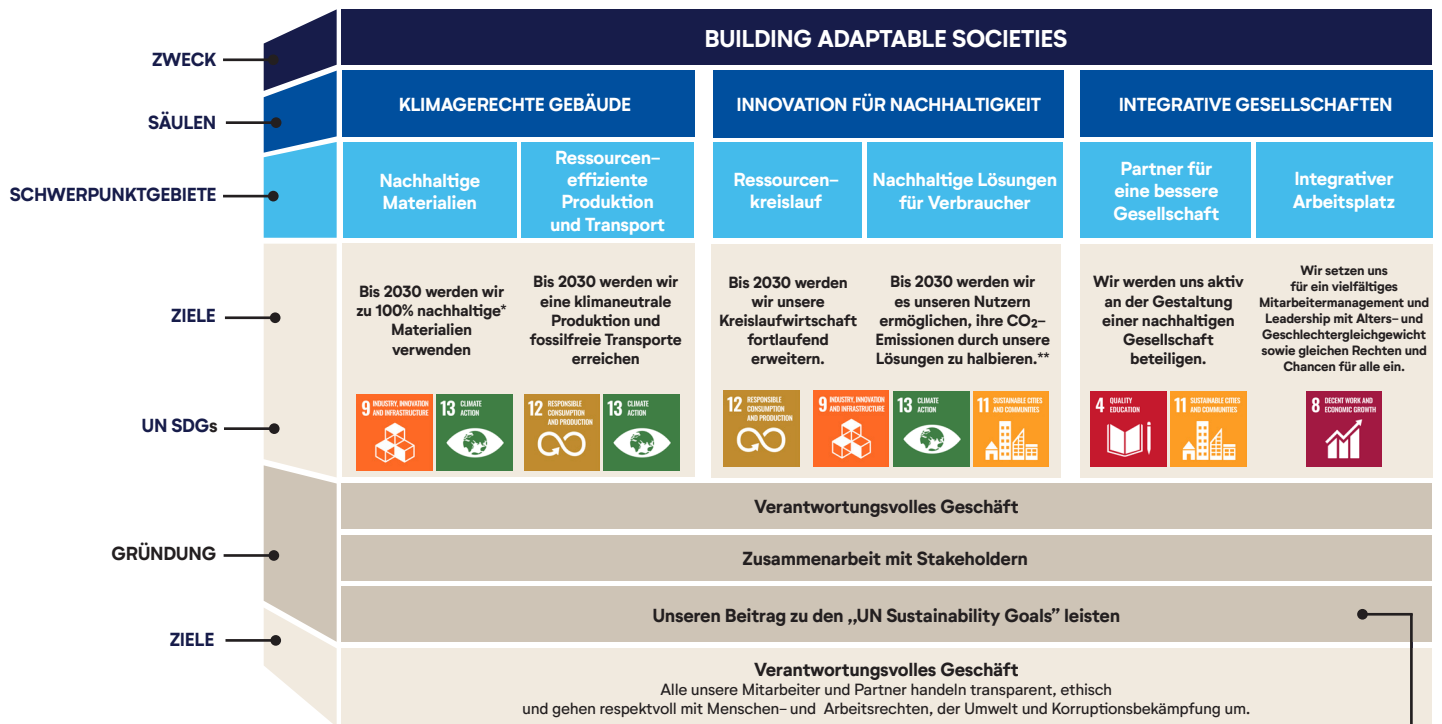 ZWECK
BUILDING ADAPTABLE SOCIETIES
SÄULEN
KLIMAGERECHTE GEBÄUDE
INNOVATION FÜR NACHHALTIGKEIT
INTEGRATIVE GESELLSCHAFTEN
SCHWERPUNKTGEBIETE
Nachhaltige
Materialien
Ressourcen–
effiziente
Produktion
und Transport
Ressourcen–
kreislauf
Nachhaltige Lösungen
für Verbraucher
Partner für
eine bessere
Gesellschaft
Integrativer
Arbeitsplatz
ZIELE
Bis 2030 werden wir
zu 100% nachhaltige*
Materialien
verwenden
Bis 2030 werden wir
eine klimaneutrale
Produktion und
fossilfreie Transporte
erreichen
Bis 2030 werden
wir unsere
Kreislaufwirtschaft
fortlaufend
erweitern.
Bis 2030 werden wir
es unseren Nutzern
ermöglichen, ihre CO₂–
Emissionen durch unsere
Lösungen zu halbieren.**
Wir werden uns aktiv
an der Gestaltung
einer nachhaltigen
Gesellschaft
beteiligen.
Wir setzen uns
für ein vielfältiges
Mitarbeitermanagement und
Leadership mit Alters– und
Geschlechtergleichgewicht
sowie gleichen Rechten und
Chancen für alle ein.
UN SDGs
9 INDUSTRY, INNOVATION
AND INFRASTRUCTURE
13 CLIMATE
ACTION
12 RESPONSIBLE
CONSUMPTION
AND PRODUCTION
13 CLIMATE
ACTION
12 RESPONSIBLE
CONSUMPTION
AND PRODUCTION
9 INDUSTRY, INNOVATION
AND INFRASTRUCTURE
13 CLIMATE
ACTION
11 SUSTAINABLE CITIES
AND COMMUNITIES
4 QUALITY
EDUCATION
11 SUSTAINABLE CITIES
AND COMMUNITIES
8 DECENT WORK AND
ECONOMIC GROWTH
GRÜNDUNG
Verantwortungsvolles Geschäft
Zusammenarbeit mit Stakeholdern
Unseren Beitrag zu den „UN Sustainability Goals” leisten
ZIELE
Verantwortungsvolles Geschäft
Alle unsere Mitarbeiter und Partner handeln transparent, ethisch
und gehen respektvoll mit Menschen– und Arbeitsrechten, der Umwelt und Korruptionsbekämpfung um.